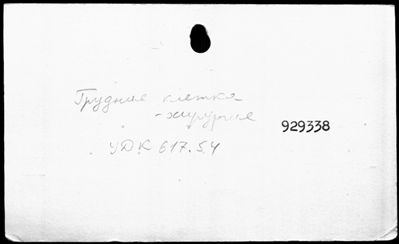 Грудная клетка
- хирургия
929338
УДК 617.54